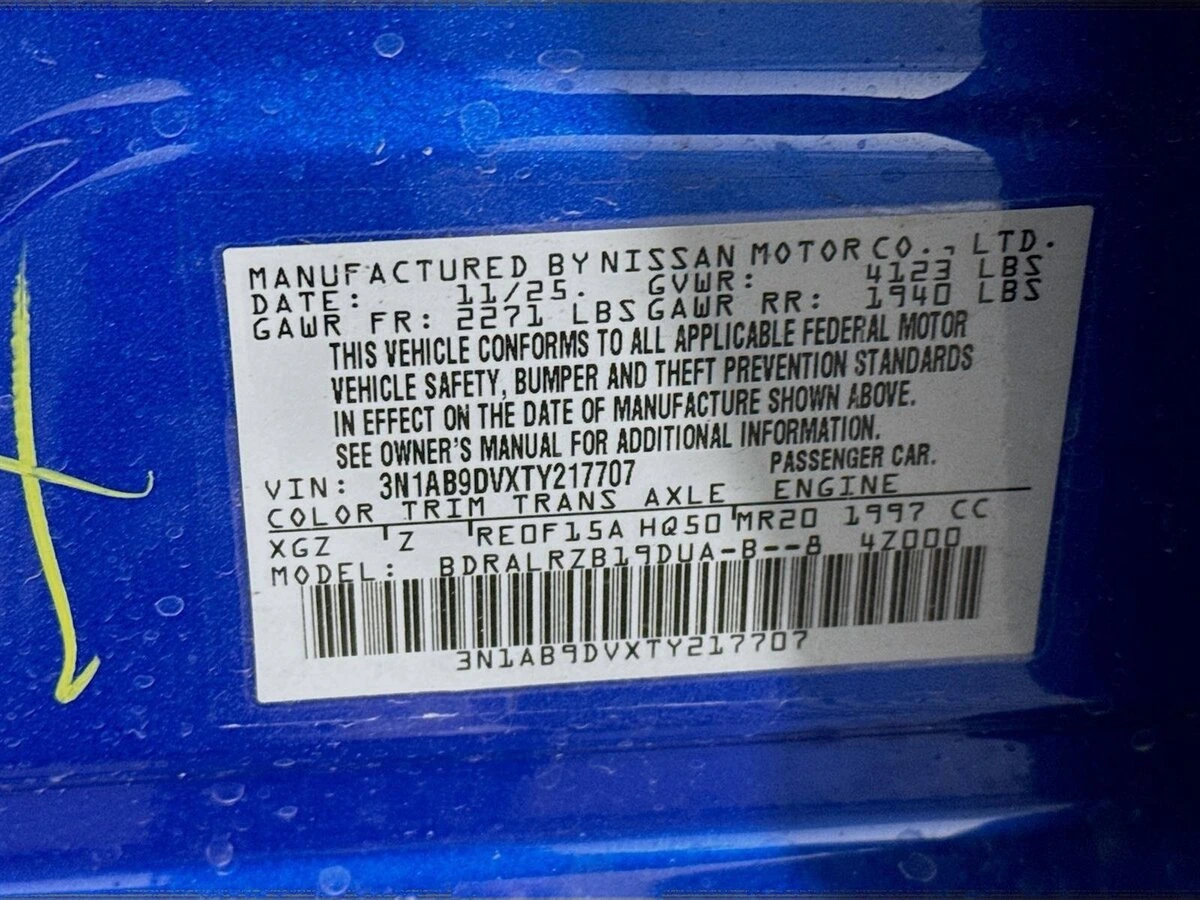 MANUFACTURED BY NISSAN MOTOR CO., LTD.
DATE: 11/25. GVWR: 4123 LBS
GAWR FR: 2271 LBS GAWR RR: 1940 LBS
THIS VEHICLE CONFORMS TO ALL APPLICABLE FEDERAL MOTOR
VEHICLE SAFETY, BUMPER AND THEFT PREVENTION STANDARDS
IN EFFECT ON THE DATE OF MANUFACTURE SHOWN ABOVE.
SEE OWNER'S MANUAL FOR ADDITIONAL INFORMATION.
VIN: 3N1AB9DVXTY217707 PASSENGER CAR.
COLOR TRIM TRANS AXLE ENGINE
XGZ Z RE0F15A HQ50 MR20 1997 CC
MODEL: BDRALRZB19DUA-B--8 4Z000
3N1AB9DVXTY217707